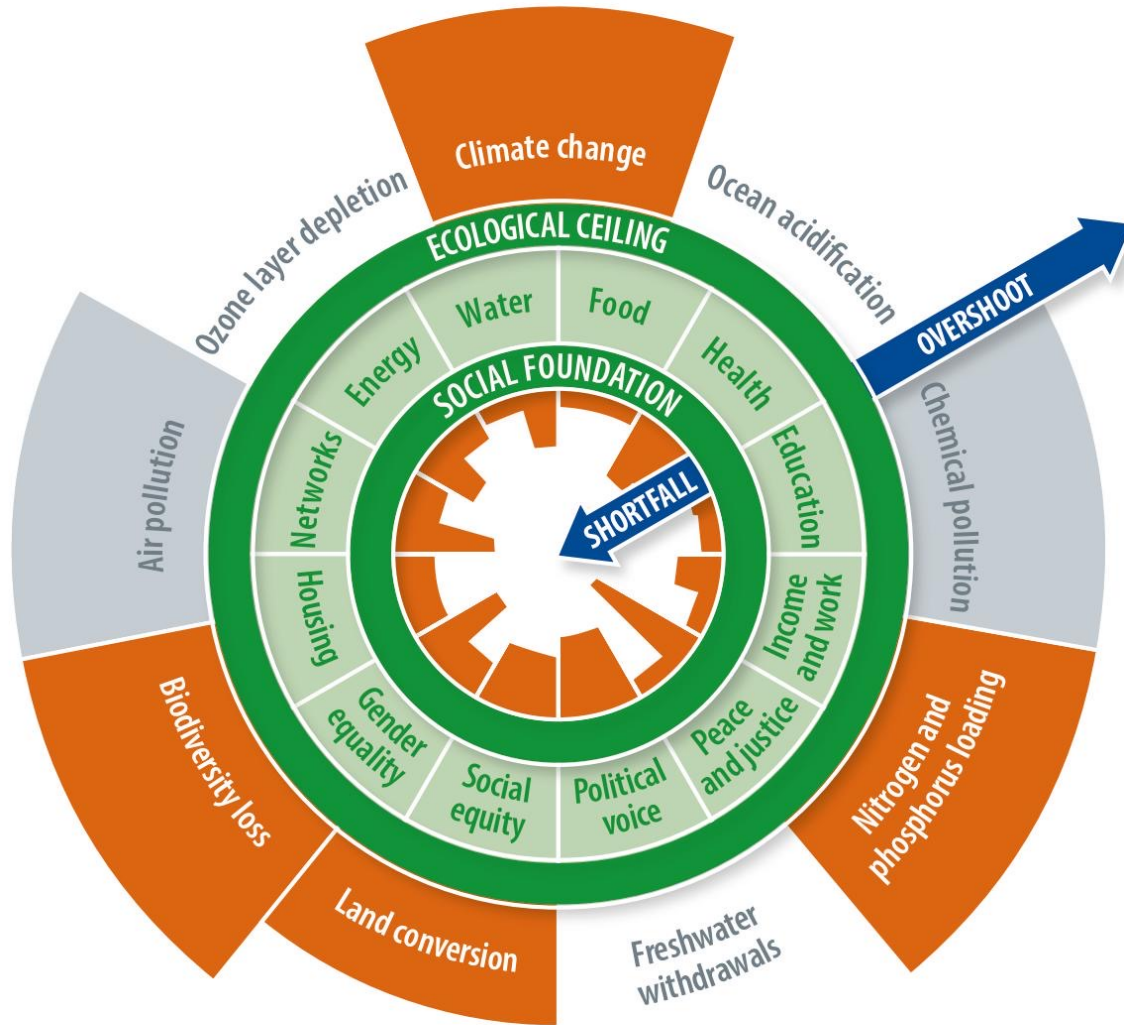 Climate change
Ozone layer depletion
Ocean acidification
ECOLOGICAL CEILING
OVERSHOOT
Water
Food
Energy
Health
SOCIAL FOUNDATION
Air pollution
Networks
SHORTFALL
Education
Chemical pollution
Housing
Income
and work
Biodiversity loss
Gender
equality
Social
equity
Political
voice
Peace
and justice
Nitrogen and
phosphorus loading
Land conversion
Freshwater
withdrawals